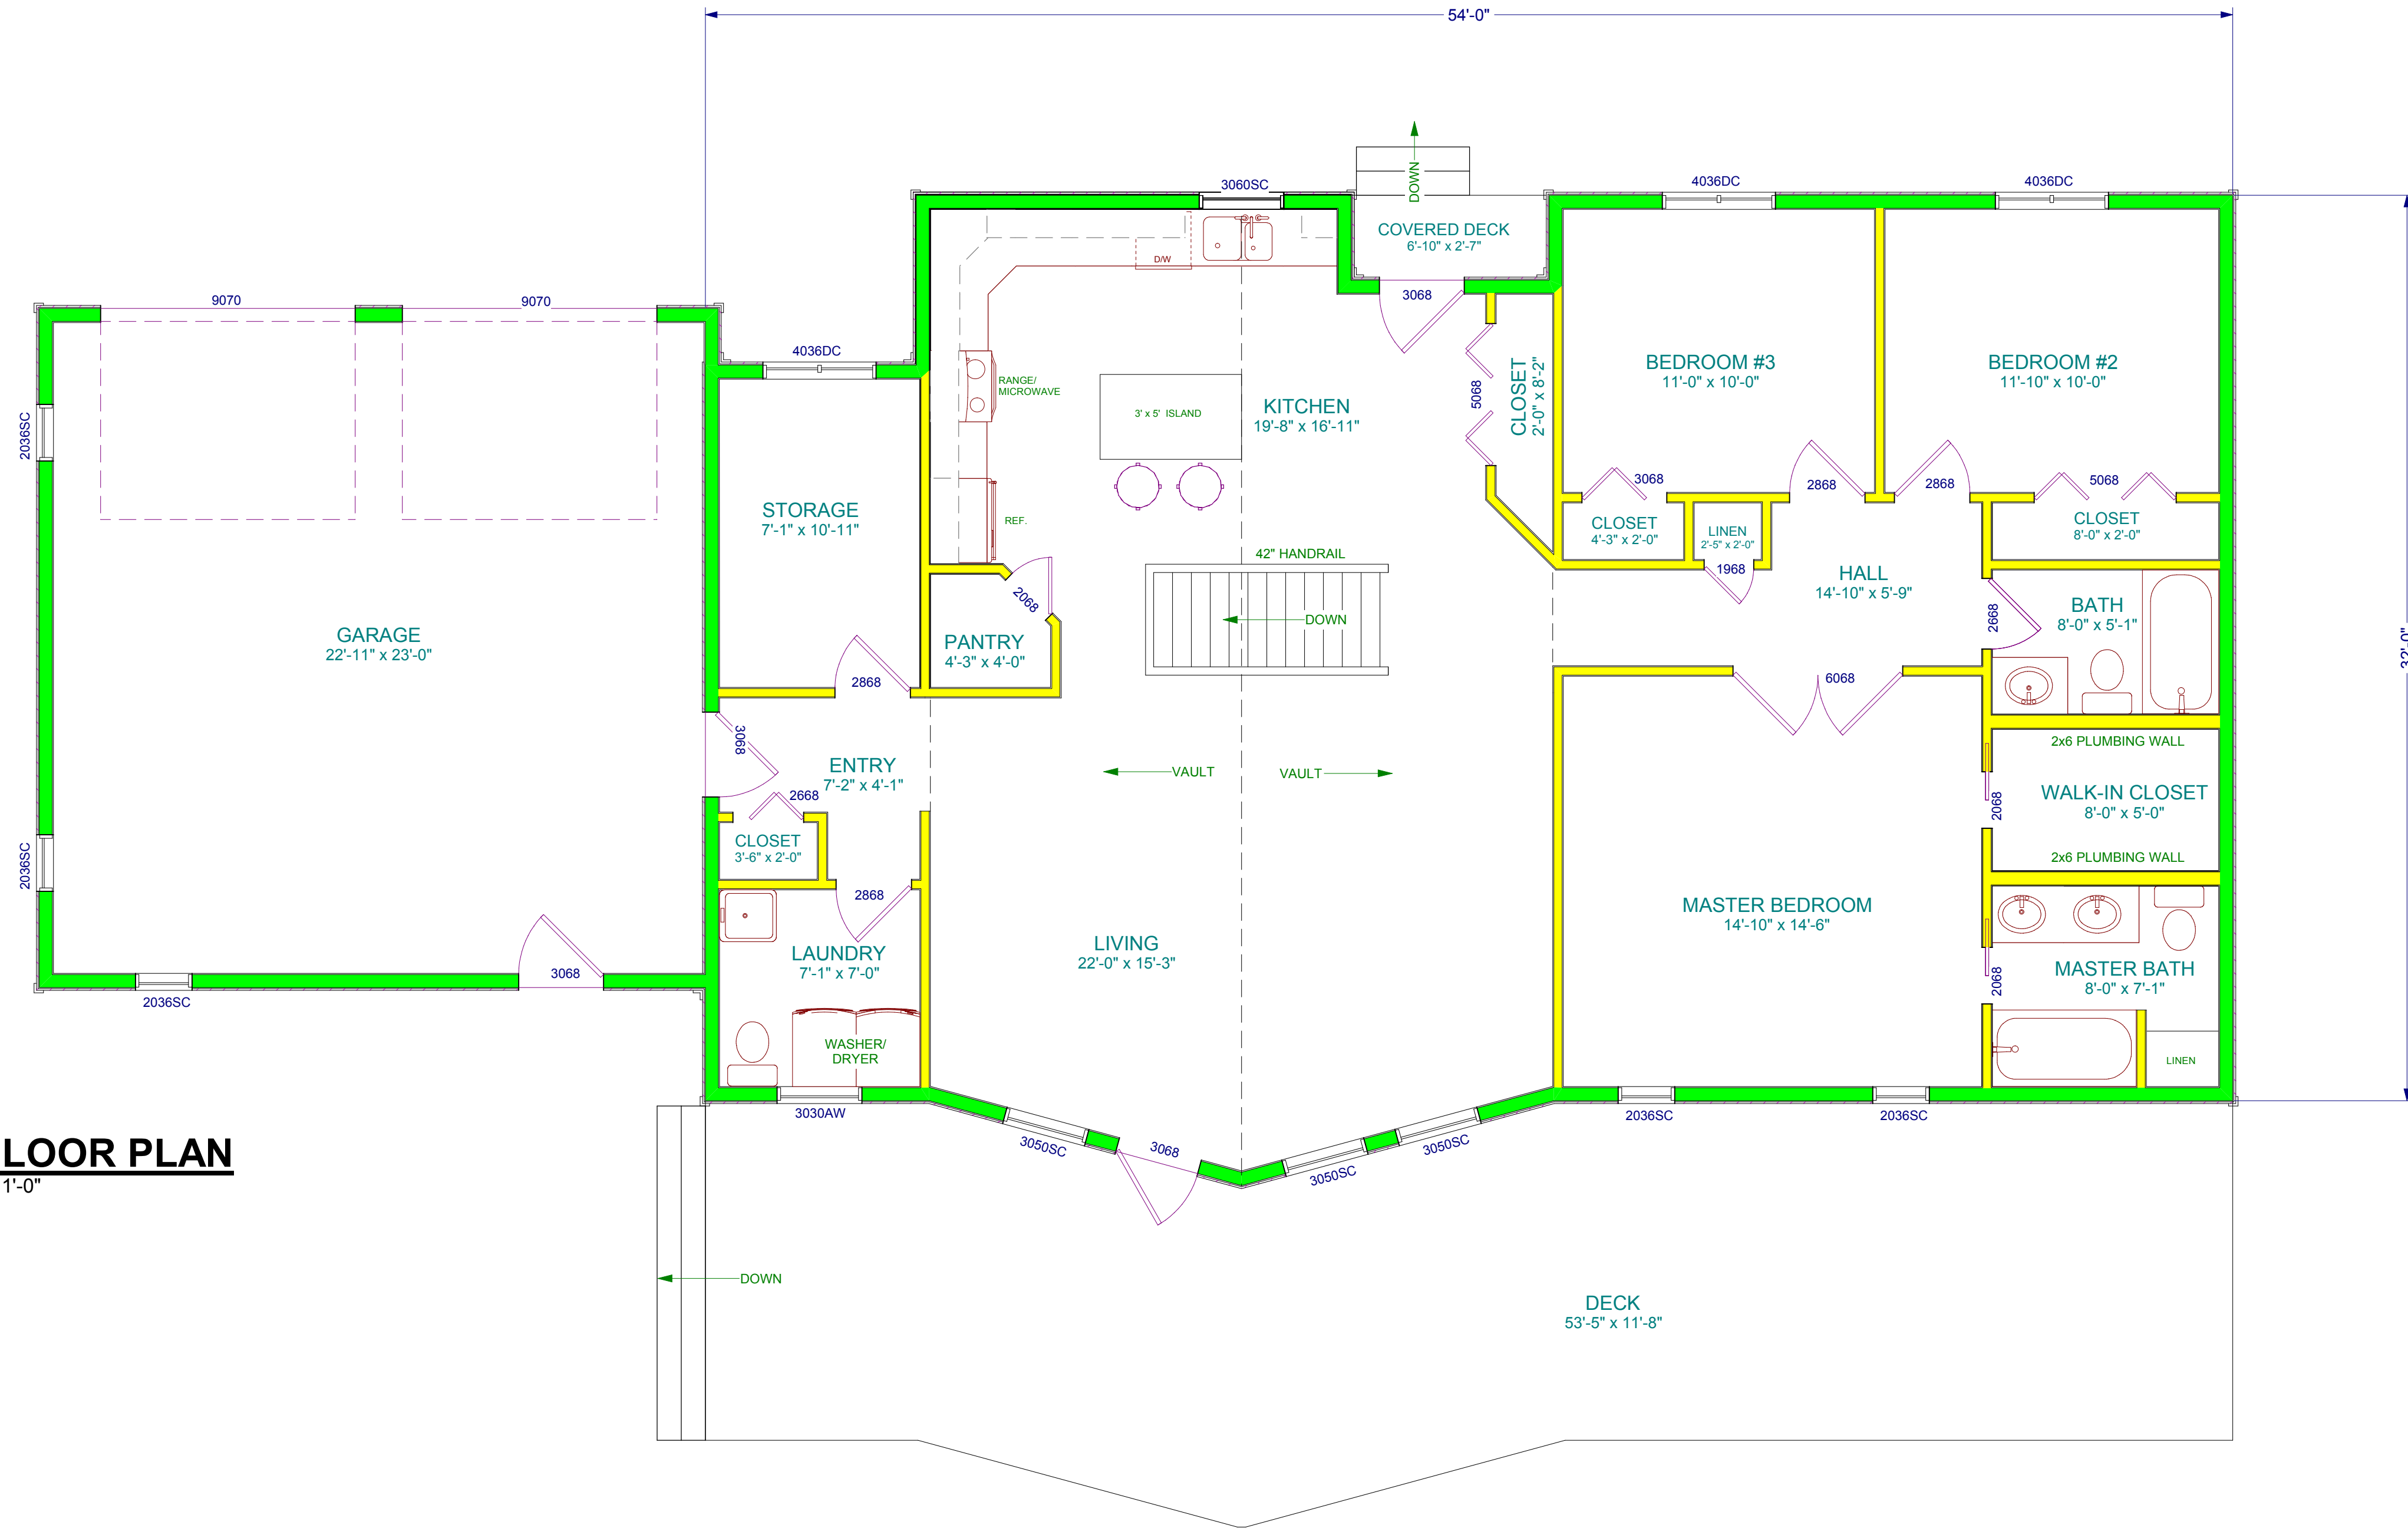 54'-0"
DOWN
3060SC
4036DC
4036DC
COVERED DECK
6'-10" x 2'-7"
D/W
3068
9070
9070
4036DC
RANGE/
MICROWAVE
3' x 5' ISLAND
KITCHEN
19'-8" x 16'-11"
5068
CLOSET
2'-0" x 8'-2"
BEDROOM #3
11'-0" x 10'-0"
BEDROOM #2
11'-10" x 10'-0"
2036SC
STORAGE
7'-1" x 10'-11"
REF.
3068
2868
2868
5068
CLOSET
4'-3" x 2'-0"
LINEN
2'-5" x 2'-0"
CLOSET
8'-0" x 2'-0"
42" HANDRAIL
1968
HALL
14'-10" x 5'-9"
2068
DOWN
2668
BATH
8'-0" x 5'-1"
GARAGE
22'-11" x 23'-0"
PANTRY
4'-3" x 4'-0"
32'-0"
2868
6068
3068
2x6 PLUMBING WALL
ENTRY
7'-2" x 4'-1"
VAULT
VAULT
2668
2068
WALK-IN CLOSET
8'-0" x 5'-0"
CLOSET
3'-6" x 2'-0"
2x6 PLUMBING WALL
2036SC
2868
MASTER BEDROOM
14'-10" x 14'-6"
LAUNDRY
7'-1" x 7'-0"
LIVING
22'-0" x 15'-3"
3068
2068
MASTER BATH
8'-0" x 7'-1"
2036SC
WASHER/
DRYER
LINEN
3030AW
2036SC
2036SC
3050SC
3068
3050SC
3050SC
LOOR PLAN
1'-0"
DOWN
DECK
53'-5" x 11'-8"